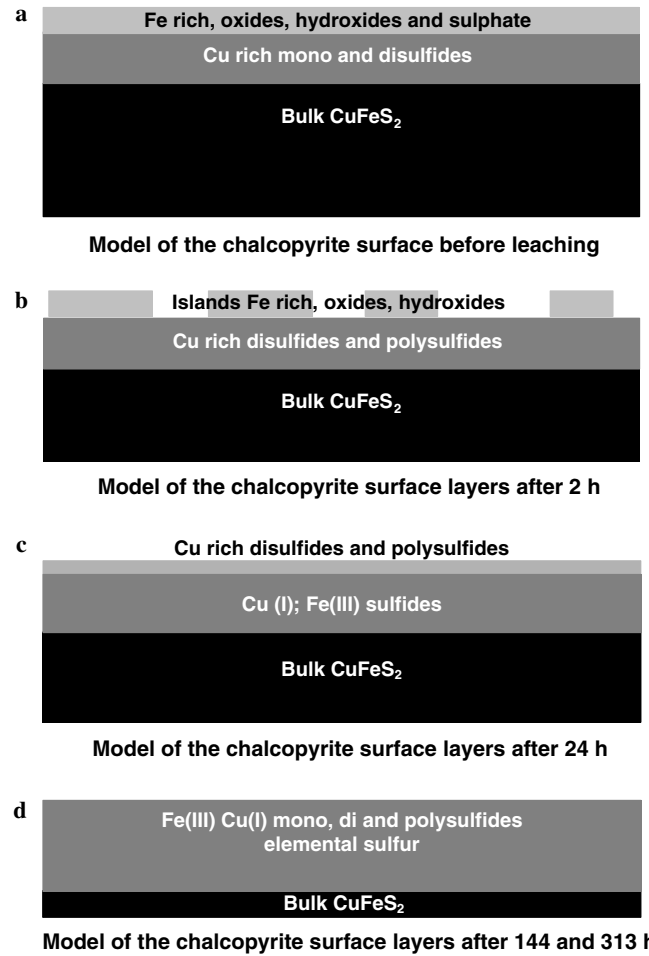 a
Fe rich, oxides, hydroxides and sulphate
Cu rich mono and disulfides
Bulk CuFeS₂
Model of the chalcopyrite surface before leaching
b
Islands Fe rich, oxides, hydroxides
Cu rich disulfides and polysulfides
Bulk CuFeS₂
Model of the chalcopyrite surface layers after 2 h
c
Cu rich disulfides and polysulfides
Cu (I); Fe(III) sulfides
Bulk CuFeS₂
Model of the chalcopyrite surface layers after 24 h
d
Fe(III) Cu(I) mono, di and polysulfides
elemental sulfur
Bulk CuFeS₂
Model of the chalcopyrite surface layers after 144 and 313 h